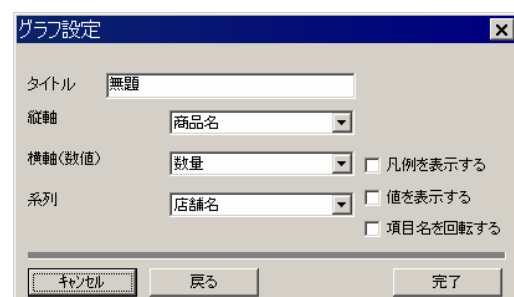 グラフ設定
タイトル 無題
縦軸 商品名
横軸(数値) 数量 凡例を表示する
系列 店舗名 値を表示する
項目名を回転する
キャンセル 戻る 完了